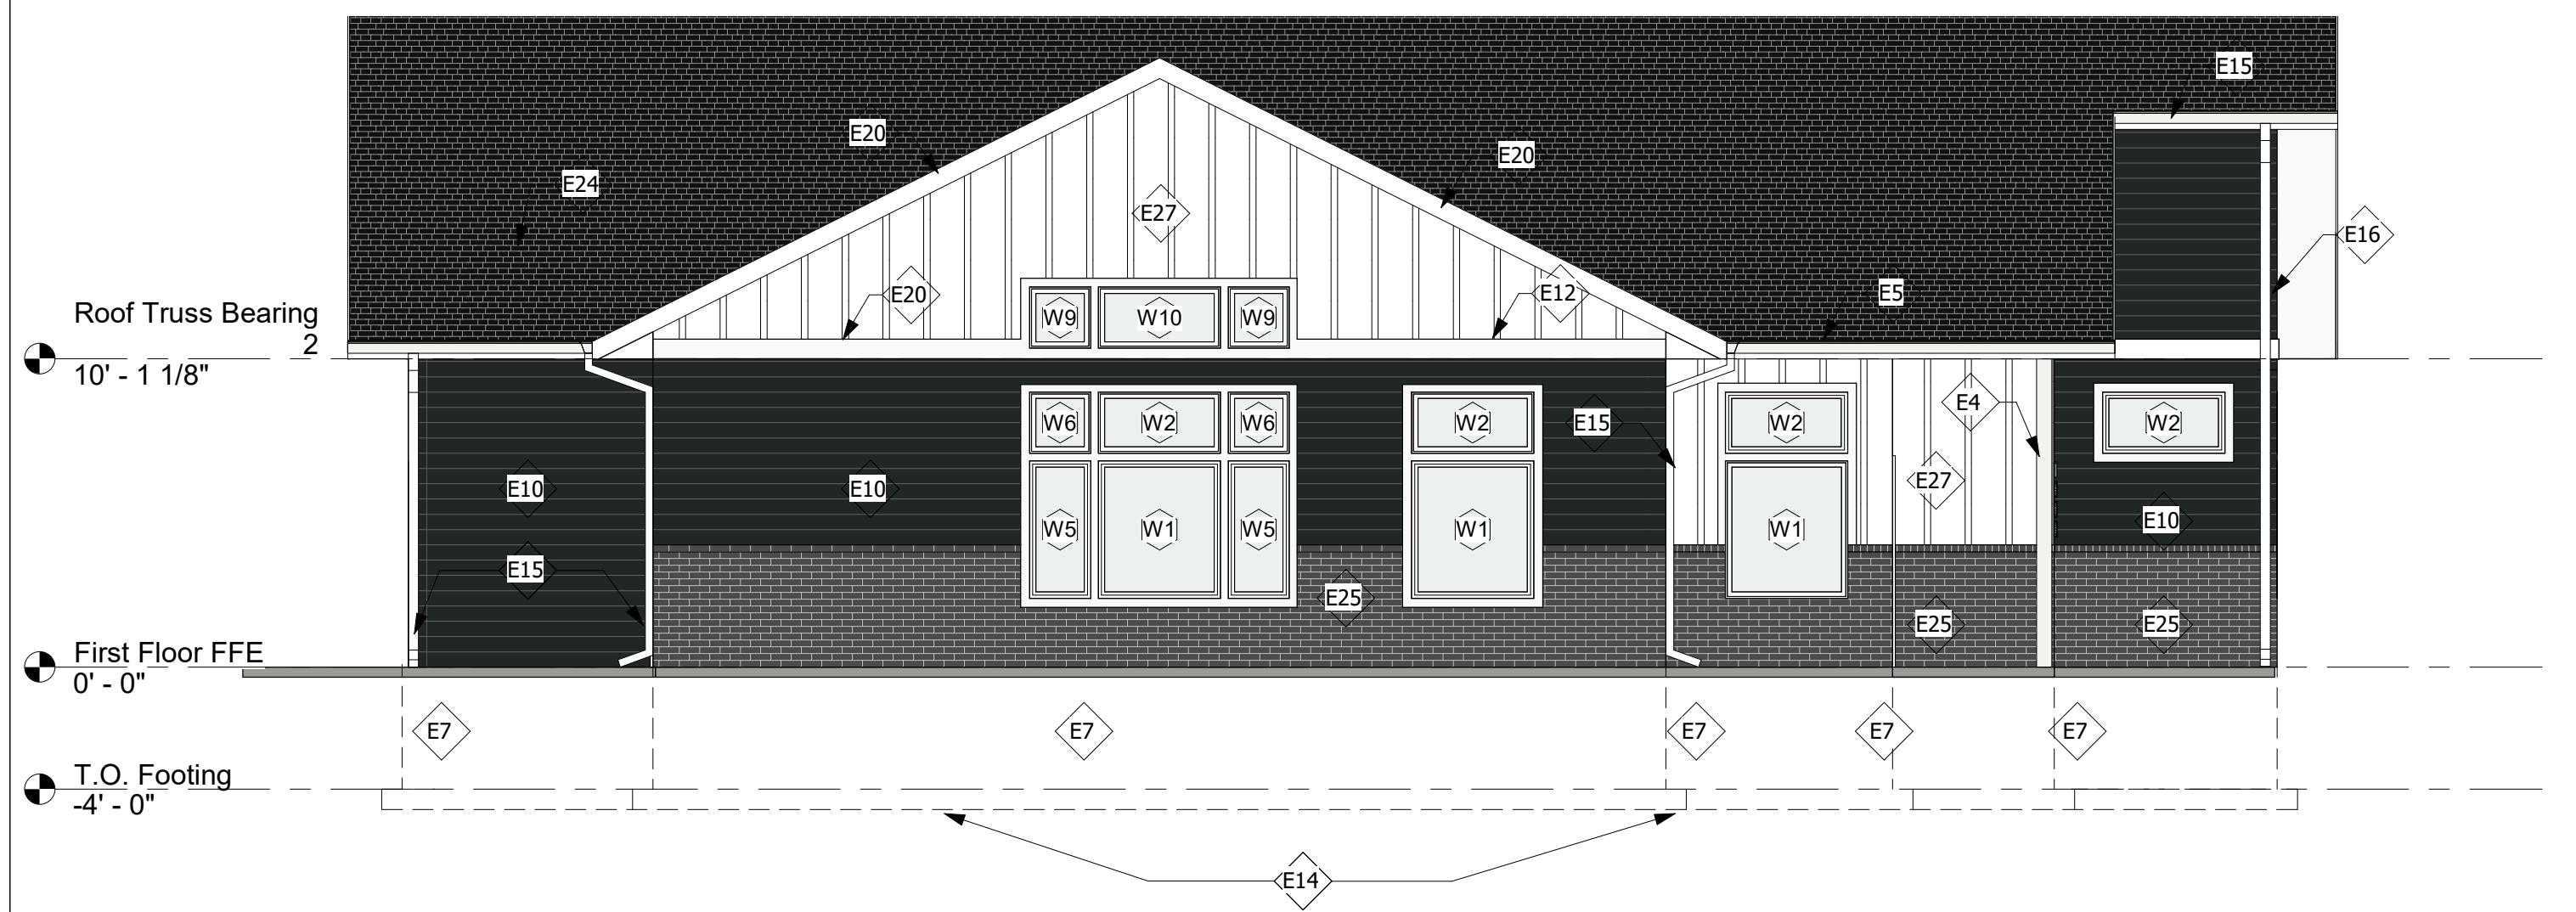 E15
E20
E20
E24
E27
E16
E20
E12
E5
Roof Truss Bearing
2
10' - 1 1/8"
W9 W10 W9
W6 W2 W6
W2
E15
W2
E4
W2
E10
E10
E27
E10
W5 W1 W5
W1
W1
E15
E25
E25
E25
First Floor FFE
0' - 0"
E7
E7
E7
E7
E7
T.O. Footing
-4' - 0"
E14